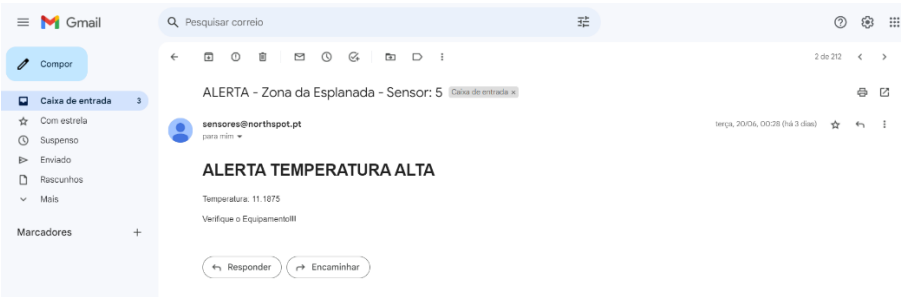 Gmail
Pesquisar correio
Compor
2 de 212
Caixa de entrada 3
Com estrela
Suspenso
Enviado
Rascunhos
Mais
Marcadores +
ALERTA - Zona da Esplanada - Sensor: 5 Caixa de entrada ×
sensores@northspot.pt
terça, 20/06, 00:28 (há 3 dias)
para mim
ALERTA TEMPERATURA ALTA
Temperatura: 11.1875
Verifique o Equipamento!!!
Responder
Encaminhar